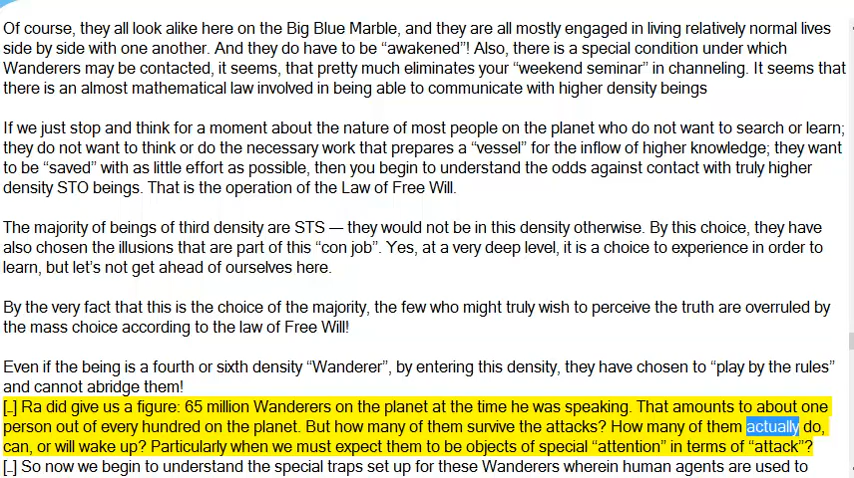 Of course, they all look alike here on the Big Blue Marble, and they are all mostly engaged in living relatively normal lives
side by side with one another. And they do have to be “awakened”! Also, there is a special condition under which
Wanderers may be contacted, it seems, that pretty much eliminates your “weekend seminar” in channeling. It seems that
there is an almost mathematical law involved in being able to communicate with higher density beings
If we just stop and think for a moment about the nature of most people on the planet who do not want to search or learn;
they do not want to think or do the necessary work that prepares a “vessel” for the inflow of higher knowledge; they want
to be “saved” with as little effort as possible, then you begin to understand the odds against contact with truly higher
density STO beings. That is the operation of the Law of Free Will.
The majority of beings of third density are STS — they would not be in this density otherwise. By this choice, they have
also chosen the illusions that are part of this “con job”. Yes, at a very deep level, it is a choice to experience in order to
learn, but let’s not get ahead of ourselves here.
By the very fact that this is the choice of the majority, the few who might truly wish to perceive the truth are overruled by
the mass choice according to the law of Free Will!
Even if the being is a fourth or sixth density “Wanderer”, by entering this density, they have chosen to “play by the rules”
and cannot abridge them!
[..] Ra did give us a figure: 65 million Wanderers on the planet at the time he was speaking. That amounts to about one
person out of every hundred on the planet. But how many of them survive the attacks? How many of them actually do,
can, or will wake up? Particularly when we must expect them to be objects of special “attention” in terms of “attack”?
[..] So now we begin to understand the special traps set up for these Wanderers wherein human agents are used to